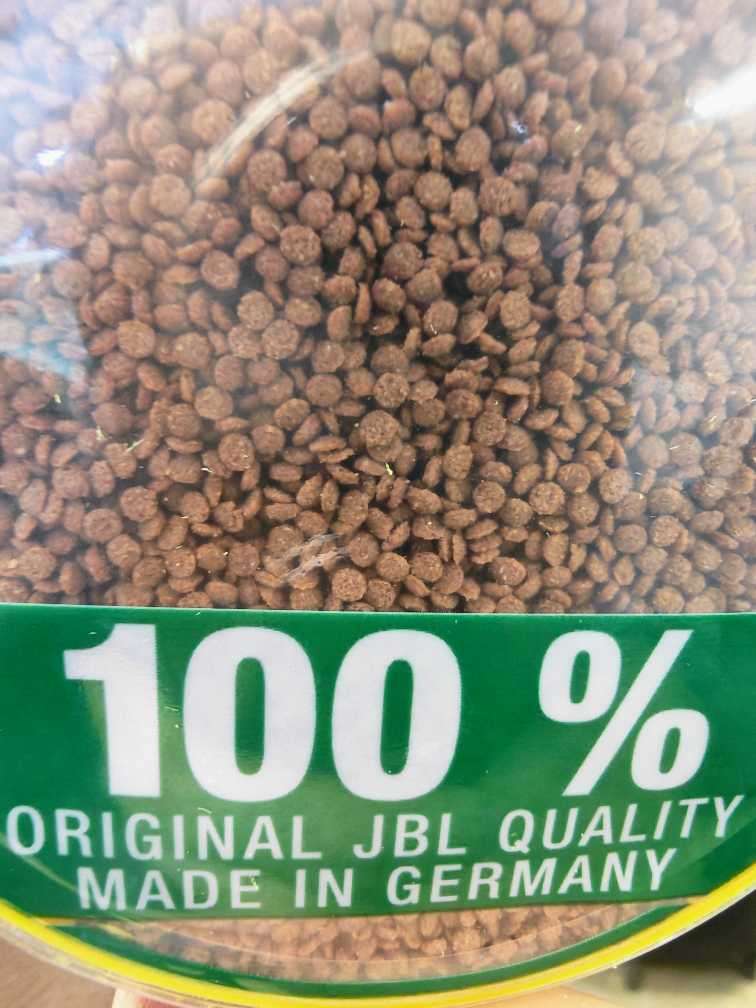 100 %
ORIGINAL JBL QUALITY
MADE IN GERMANY